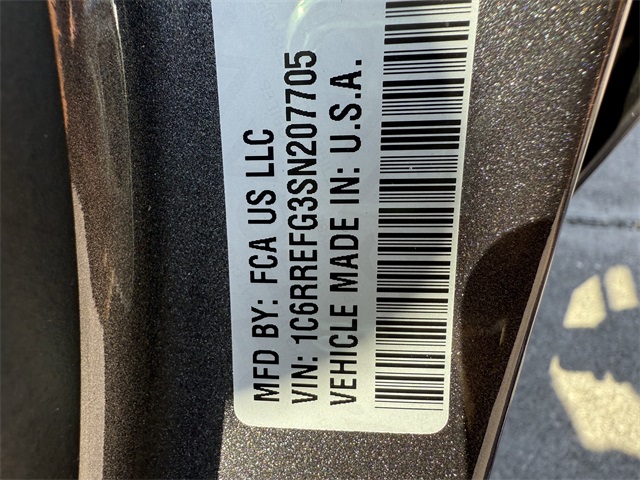 MFD BY: FCA US LLC
VIN: 1C6RREFG3SN207705
VEHICLE MADE IN: U.S.A.